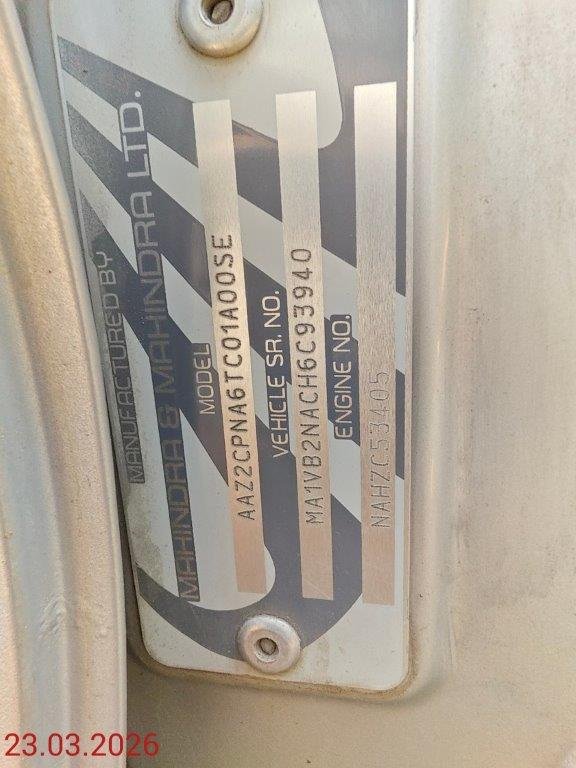 MANUFACTURED BY
MAHINDRA & MAHINDRA LTD.
MODEL
AAZ2CPNA6TC01A00SE
VEHICLE SR. NO.
MA1VB2NACH6C93940
ENGINE NO.
NAHZC53405
23.03.2026